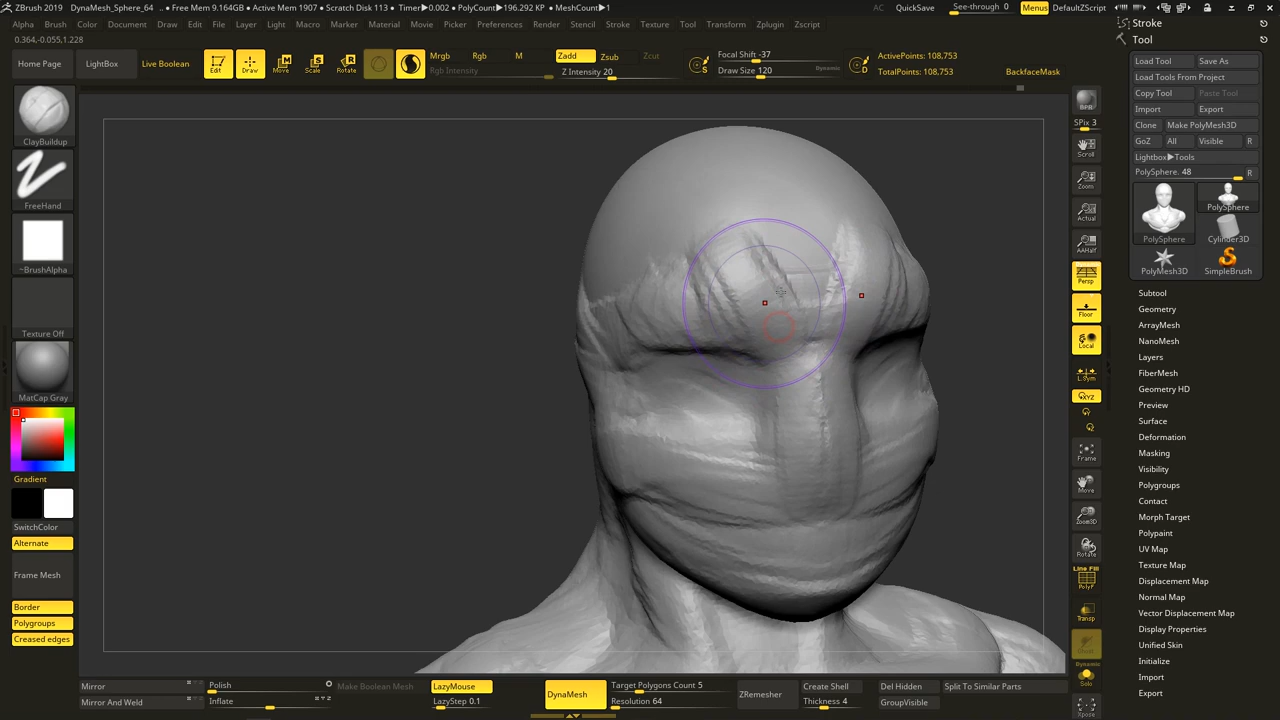 ZBrush 2019 DynaMesh_Sphere_64 .. • Free Mem 9.164GB • Active Mem 1907 • Scratch Disk 113 • Timer▶0.002 • PolyCount▶196.292 KP • MeshCount▶1
AC QuickSave See-through 0 Menus DefaultZScript
Alpha Brush Color Document Draw Edit File Layer Light Macro Marker Material Movie Picker Preferences Render Stencil Stroke Texture Tool Transform Zplugin Zscript
0.364,-0.055,1.228
Home Page LightBox Live Boolean Edit Draw Move Scale Rotate
Mrgb Rgb M Zadd Zsub Zcut
Rgb Intensity Z Intensity 20
Focal Shift -37
Draw Size 120 Dynamic
ActivePoints: 108,753
TotalPoints: 108,753
BackfaceMask
ClayBuildup
FreeHand
~BrushAlpha
Texture Off
MatCap Gray
Gradient
SwitchColor
Alternate
Frame Mesh
Border
Polygroups
Creased edges
BPR
SPix 3
Scroll
Zoom
Actual
AAHalf
Persp
Floor
Local
L.Sym
XYZ
Frame
Move
Zoom3D
Rotate
Line Fill
PolyF
Transp
Dynamic
Solo
Xpose
Stroke
Tool
Load Tool Save As
Load Tools From Project
Copy Tool Paste Tool
Import Export
Clone Make PolyMesh3D
GoZ All Visible R
Lightbox▶Tools
PolySphere. 48 R
PolySphere PolySphere
Cylinder3D
PolyMesh3D SimpleBrush
Subtool
Geometry
ArrayMesh
NanoMesh
Layers
FiberMesh
Geometry HD
Preview
Surface
Deformation
Masking
Visibility
Polygroups
Contact
Morph Target
Polypaint
UV Map
Texture Map
Displacement Map
Normal Map
Vector Displacement Map
Display Properties
Unified Skin
Initialize
Import
Export
Mirror Polish Make Boolean Mesh LazyMouse DynaMesh Target Polygons Count 5 ZRemesher Create Shell Del Hidden Split To Similar Parts
Mirror And Weld Inflate LazyStep 0.1 Resolution 64 Thickness 4 GroupVisible